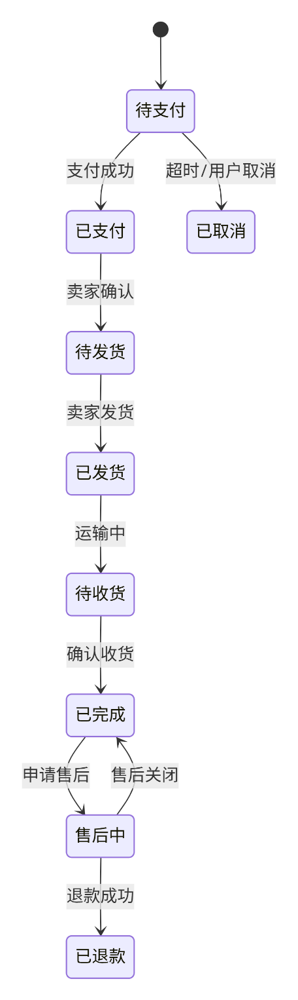 待支付
支付成功
超时/用户取消
已支付
已取消
卖家确认
待发货
卖家发货
已发货
运输中
待收货
确认收货
已完成
申请售后
售后关闭
售后中
退款成功
已退款